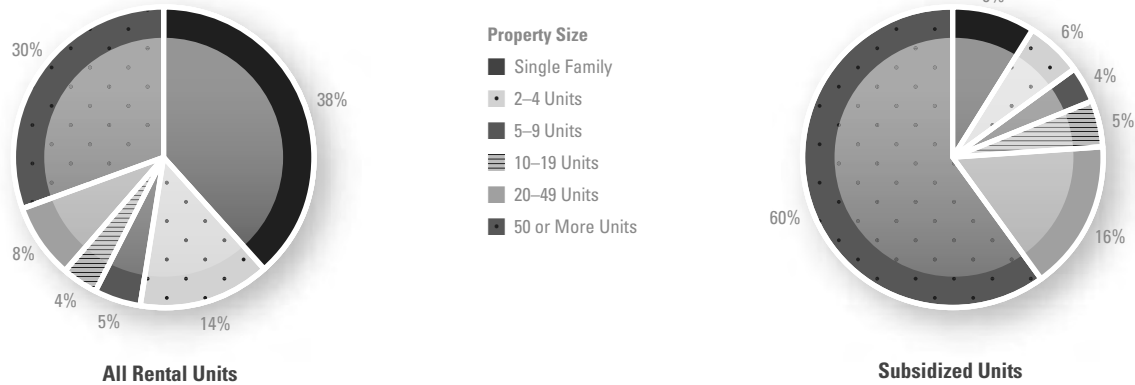 30%
38%
8%
4%
5%
14%
All Rental Units
Property Size
Single Family
2–4 Units
5–9 Units
10–19 Units
20–49 Units
50 or More Units
6%
4%
5%
60%
16%
Subsidized Units